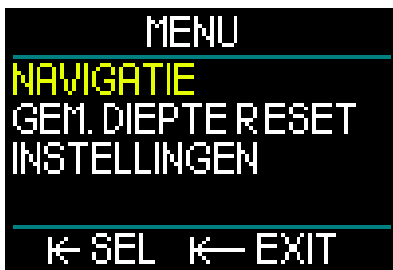 MENU
NAVIGATIE
GEM. DIEPTE RESET
INSTELLINGEN
SEL EXIT